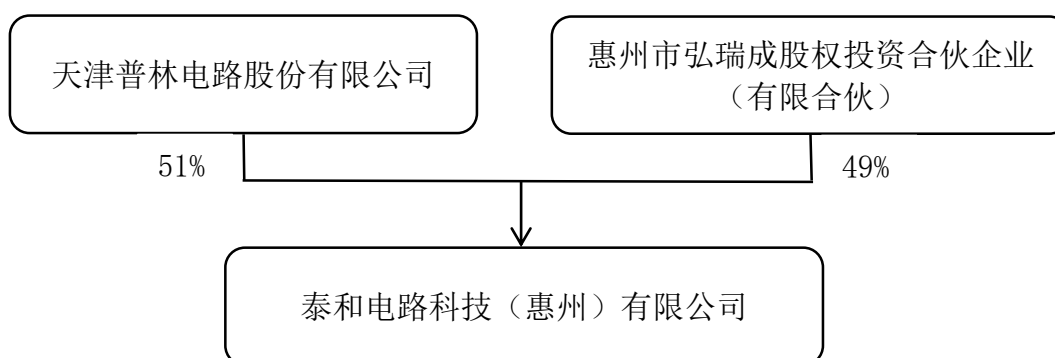 天津普林电路股份有限公司
惠州市弘瑞成股权投资合伙企业
（有限合伙）
51%
49%
泰和电路科技（惠州）有限公司